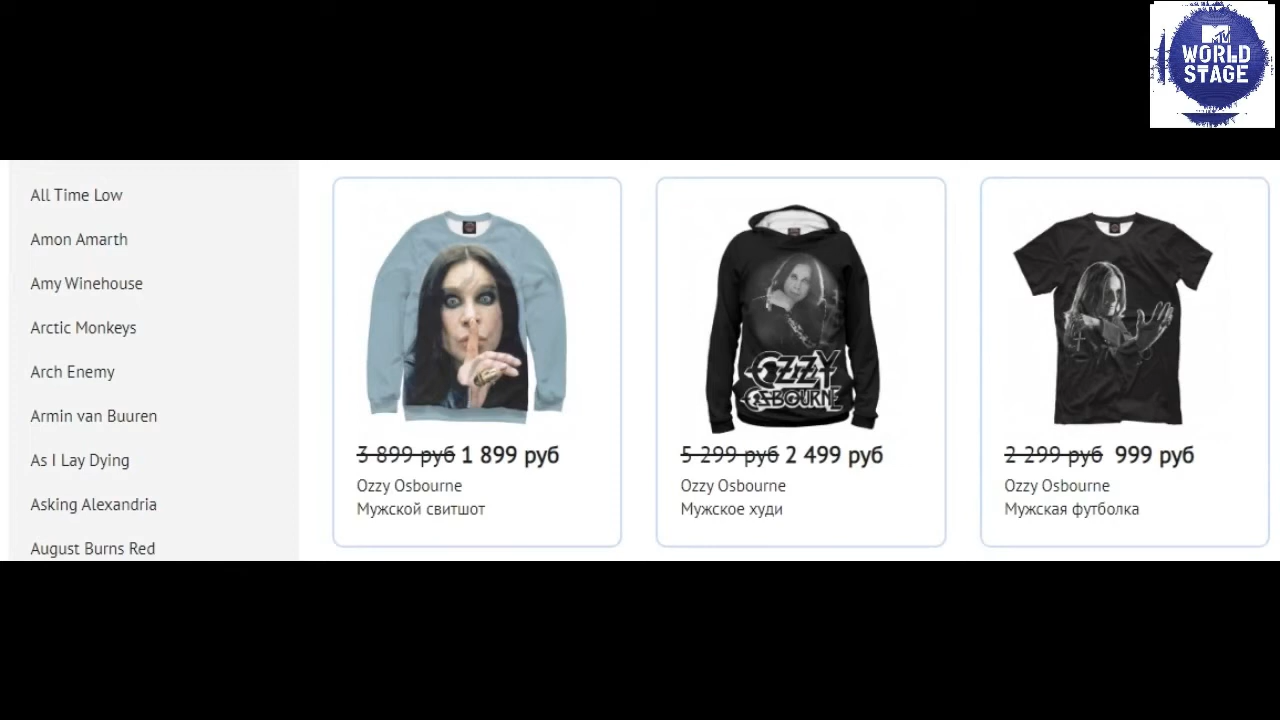 MTV
WORLD
STAGE
All Time Low
Amon Amarth
Amy Winehouse
Arctic Monkeys
Arch Enemy
Armin van Buuren
As I Lay Dying
Asking Alexandria
August Burns Red
3 899 руб 1 899 руб
Ozzy Osbourne
Мужской свитшот
OZZY
OSBOURNE
5 299 руб 2 499 руб
Ozzy Osbourne
Мужское худи
2 299 руб 999 руб
Ozzy Osbourne
Мужская футболка